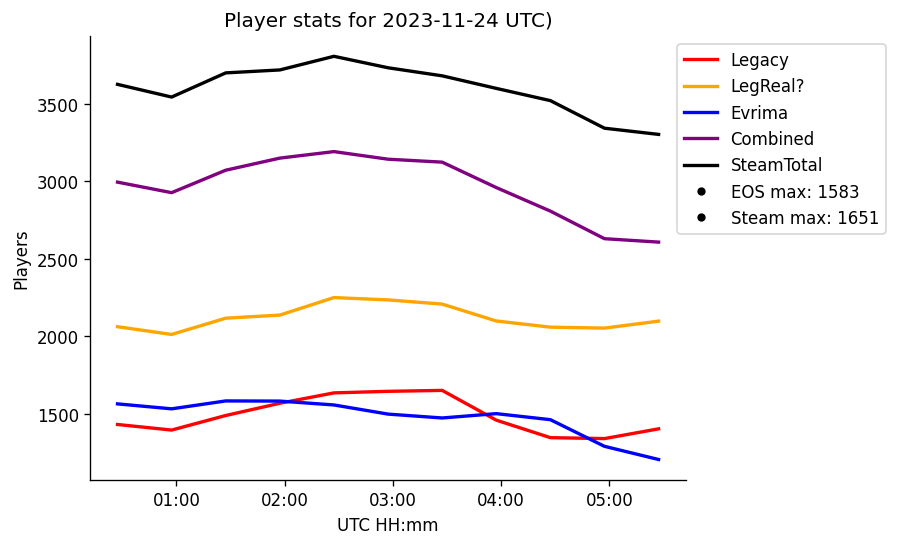 Player stats for 2023-11-24 UTC)
Players
3500
3000
2500
2000
1500
01:00 02:00 03:00 04:00 05:00
UTC HH:mm
Legacy
LegReal?
Evrima
Combined
SteamTotal
EOS max: 1583
Steam max: 1651